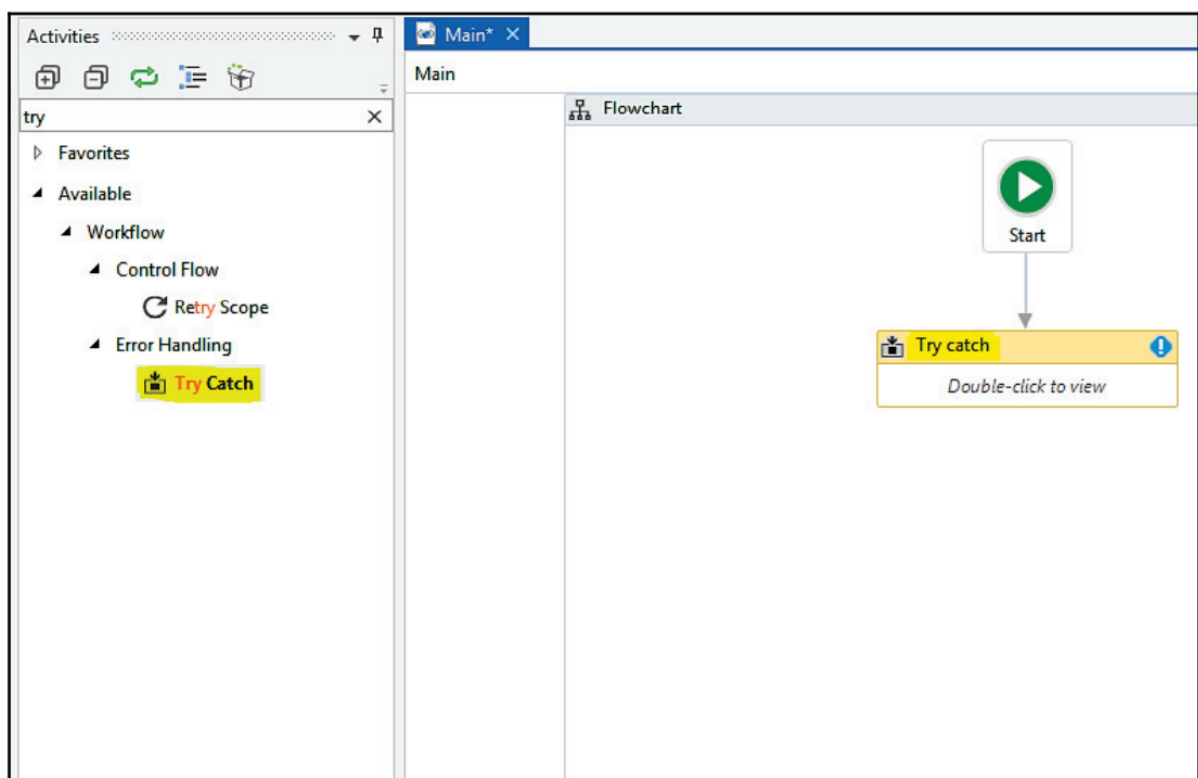 Activities
try
Favorites
Available
Workflow
Control Flow
Retry Scope
Error Handling
Try Catch
Main*
Main
Flowchart
Start
Try catch
Double-click to view